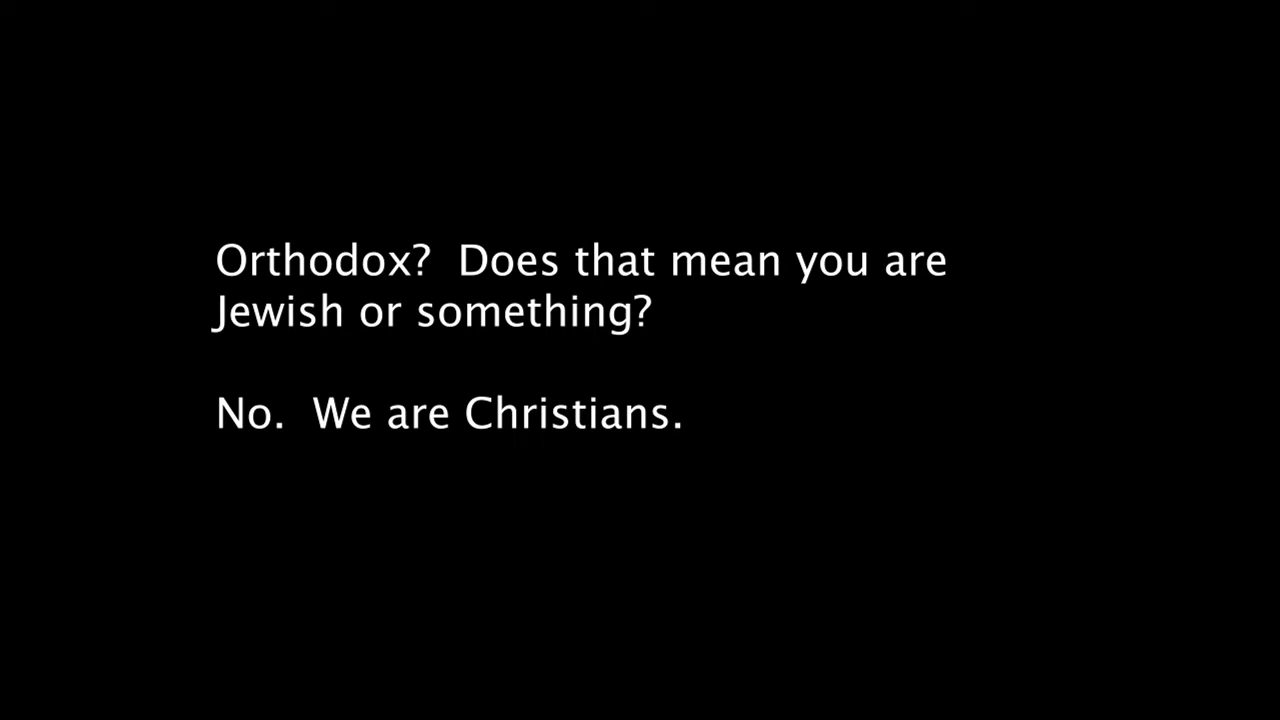 Orthodox?  Does that mean you are
Jewish or something?
No.  We are Christians.